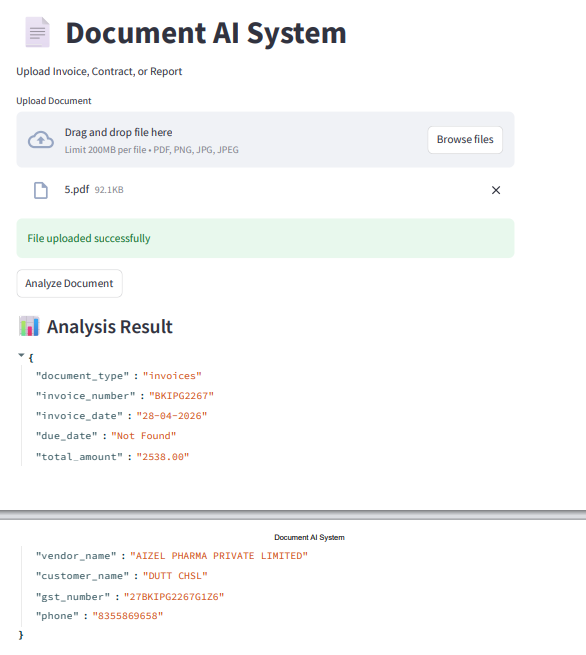 Document AI System
Upload Invoice, Contract, or Report
Upload Document
Drag and drop file here
Limit 200MB per file • PDF, PNG, JPG, JPEG
Browse files
5.pdf 92.1KB
File uploaded successfully
Analyze Document
Analysis Result
{
"document_type" : "invoices"
"invoice_number" : "BKIPG2267"
"invoice_date" : "28-04-2026"
"due_date" : "Not Found"
"total_amount" : "2538.00"
Document AI System
"vendor_name" : "AIZEL PHARMA PRIVATE LIMITED"
"customer_name" : "DUTT CHSL"
"gst_number" : "27BKIPG2267G1Z6"
"phone" : "8355869658"
}